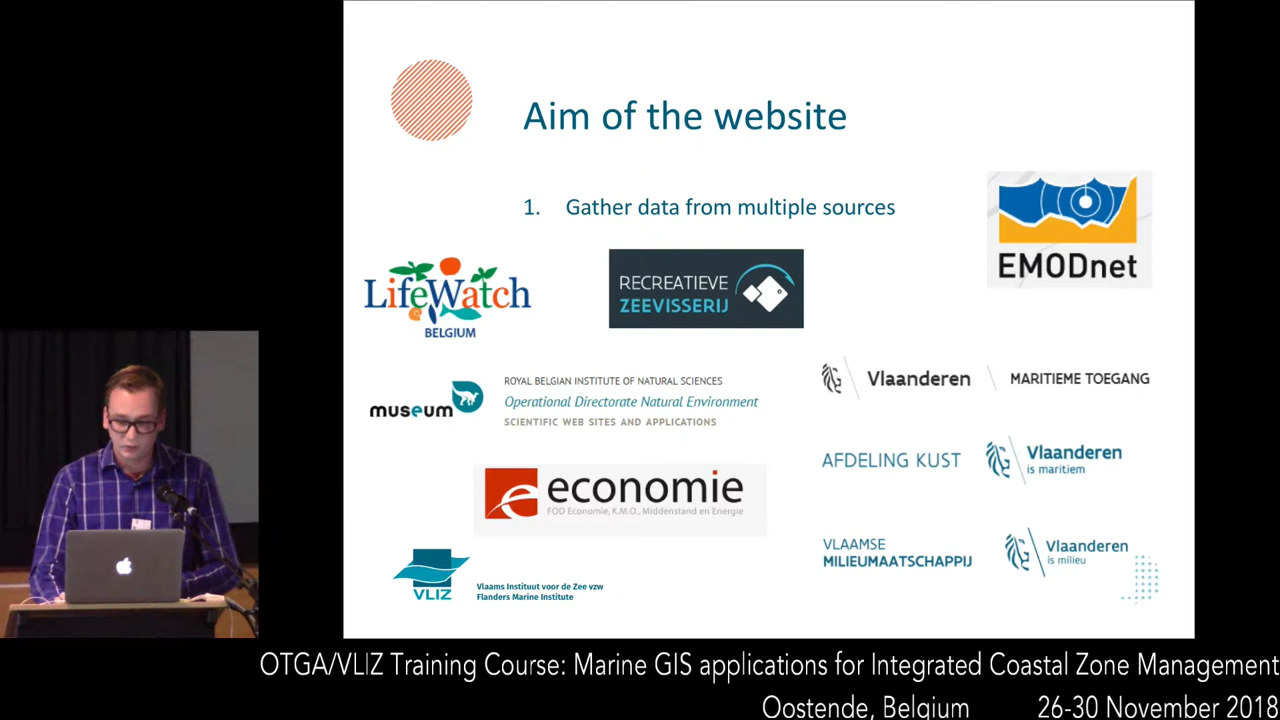 Aim of the website
1. Gather data from multiple sources
EMODnet
LifeWatch
BELGIUM
RECREATIEVE
ZEEVISSERIJ
museum
ROYAL BELGIAN INSTITUTE OF NATURAL SCIENCES
Operational Directorate Natural Environment
SCIENTIFIC WEB SITES AND APPLICATIONS
Vlaanderen
MARITIEME TOEGANG
AFDELING KUST
Vlaanderen
is maritiem
economie
FOD Economie, K.M.O., Middenstand en Energie
VLAAMSE
MILIEUMAATSCHAPPIJ
Vlaanderen
is milieu
VLIZ
Vlaams Instituut voor de Zee vzw
Flanders Marine Institute
OTGA/VLIZ Training Course: Marine GIS applications for Integrated Coastal Zone Management
Oostende, Belgium 26-30 November 2018